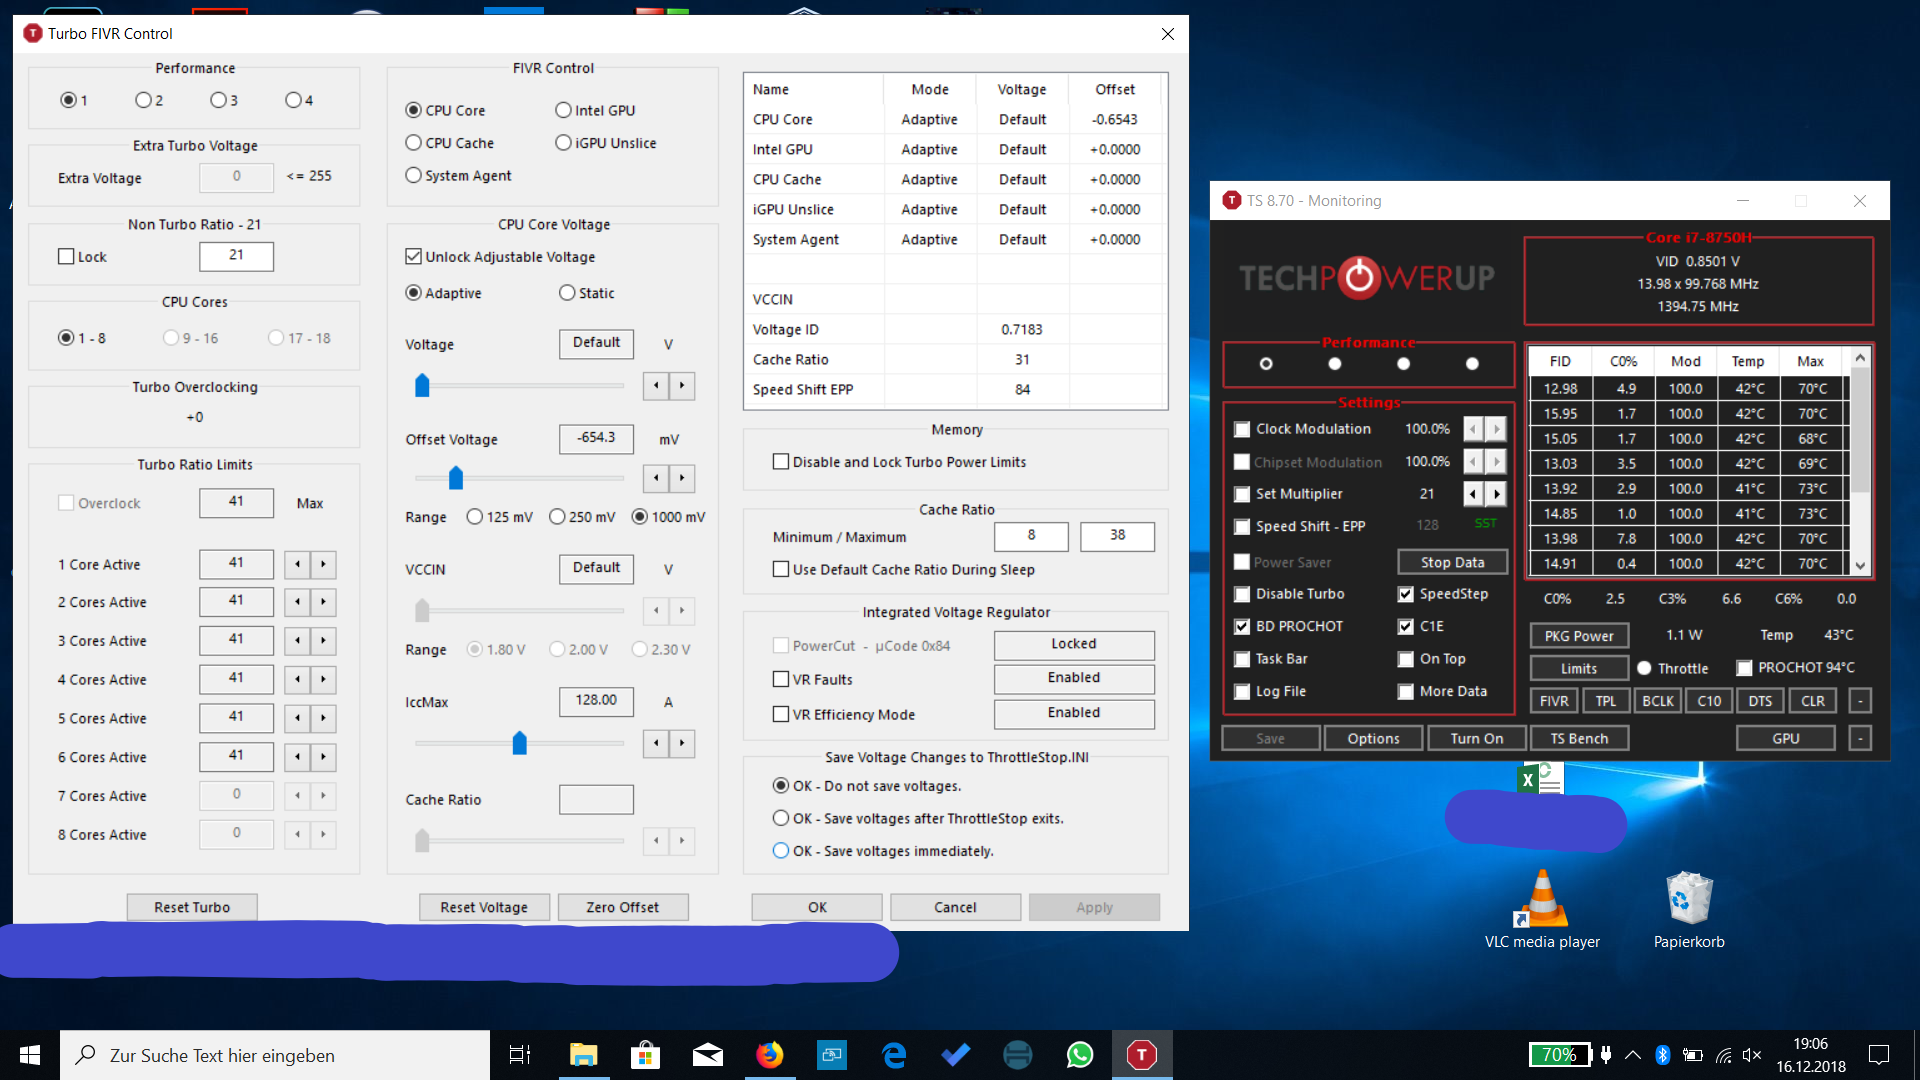 Turbo FIVR Control
Performance
1 2 3 4
Extra Turbo Voltage
Extra Voltage 0 <= 255
Non Turbo Ratio - 21
Lock 21
CPU Cores
1 - 8 9 - 16 17 - 18
Turbo Overclocking
+0
Turbo Ratio Limits
Overclock 41 Max
1 Core Active 41
2 Cores Active 41
3 Cores Active 41
4 Cores Active 41
5 Cores Active 41
6 Cores Active 41
7 Cores Active 0
8 Cores Active 0
Reset Turbo
FIVR Control
CPU Core Intel GPU
CPU Cache iGPU Unslice
System Agent
CPU Core Voltage
Unlock Adjustable Voltage
Adaptive Static
Voltage Default V
Offset Voltage -654.3 mV
Range 125 mV 250 mV 1000 mV
VCCIN Default V
Range 1.80 V 2.00 V 2.30 V
IccMax 128.00 A
Cache Ratio
Reset Voltage Zero Offset
Name Mode Voltage Offset
CPU Core Adaptive Default -0.6543
Intel GPU Adaptive Default +0.0000
CPU Cache Adaptive Default +0.0000
iGPU Unslice Adaptive Default +0.0000
System Agent Adaptive Default +0.0000
VCCIN
Voltage ID 0.7183
Cache Ratio 31
Speed Shift EPP 84
Memory
Disable and Lock Turbo Power Limits
Cache Ratio
Minimum / Maximum 8 38
Use Default Cache Ratio During Sleep
Integrated Voltage Regulator
PowerCut - µCode 0x84 Locked
VR Faults Enabled
VR Efficiency Mode Enabled
Save Voltage Changes to ThrottleStop.INI
OK - Do not save voltages.
OK - Save voltages after ThrottleStop exits.
OK - Save voltages immediately.
OK Cancel Apply
TS 8.70 - Monitoring
TECHPOWERUP
Core i7-8750H
VID 0.8501 V
13.98 x 99.768 MHz
1394.75 MHz
Performance
Settings
Clock Modulation 100.0%
Chipset Modulation 100.0%
Set Multiplier 21
Speed Shift - EPP 128 SST
Power Saver Stop Data
Disable Turbo SpeedStep
BD PROCHOT C1E
Task Bar On Top
Log File More Data
FID C0% Mod Temp Max
12.98 4.9 100.0 42°C 70°C
15.95 1.7 100.0 42°C 70°C
15.05 1.7 100.0 42°C 68°C
13.03 3.5 100.0 42°C 69°C
13.92 2.9 100.0 41°C 73°C
14.85 1.0 100.0 41°C 73°C
13.98 7.8 100.0 42°C 70°C
14.91 0.4 100.0 42°C 70°C
C0% 2.5 C3% 6.6 C6% 0.0
PKG Power 1.1 W Temp 43°C
Limits Throttle PROCHOT 94°C
FIVR TPL BCLK C10 DTS CLR -
Save Options Turn On TS Bench GPU -
VLC media player
Papierkorb
Zur Suche Text hier eingeben
70%
19:06
16.12.2018